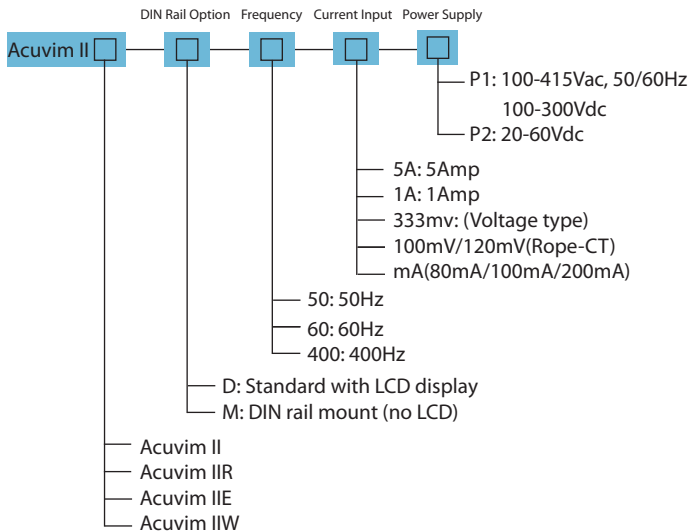 DIN Rail Option Frequency Current Input Power Supply
Acuvim II
P1: 100-415Vac, 50/60Hz
100-300Vdc
P2: 20-60Vdc
5A: 5Amp
1A: 1Amp
333mv: (Voltage type)
100mV/120mV(Rope-CT)
mA(80mA/100mA/200mA)
50: 50Hz
60: 60Hz
400: 400Hz
D: Standard with LCD display
M: DIN rail mount (no LCD)
Acuvim II
Acuvim IIR
Acuvim IIE
Acuvim IIW